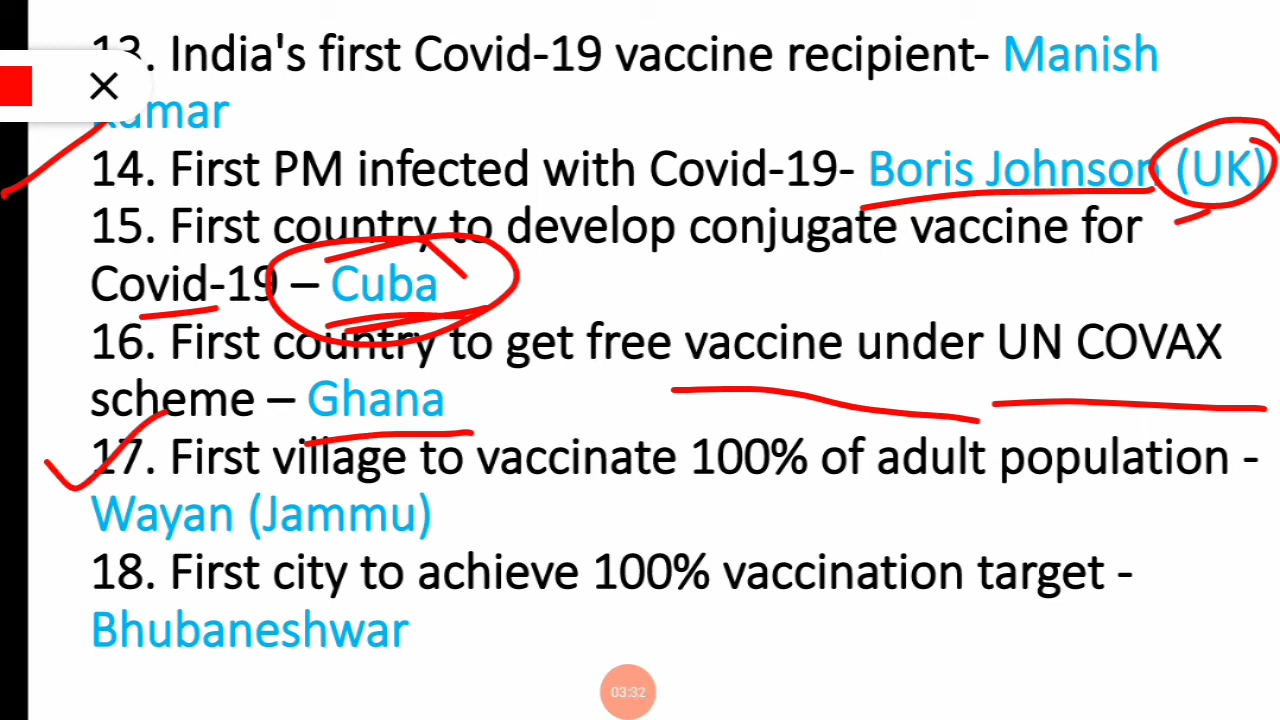 13. India's first Covid-19 vaccine recipient- Manish
Kumar
14. First PM infected with Covid-19- Boris Johnson (UK)
15. First country to develop conjugate vaccine for
Covid-19 – Cuba
16. First country to get free vaccine under UN COVAX
scheme – Ghana
17. First village to vaccinate 100% of adult population -
Wayan (Jammu)
18. First city to achieve 100% vaccination target -
Bhubaneshwar
03:32